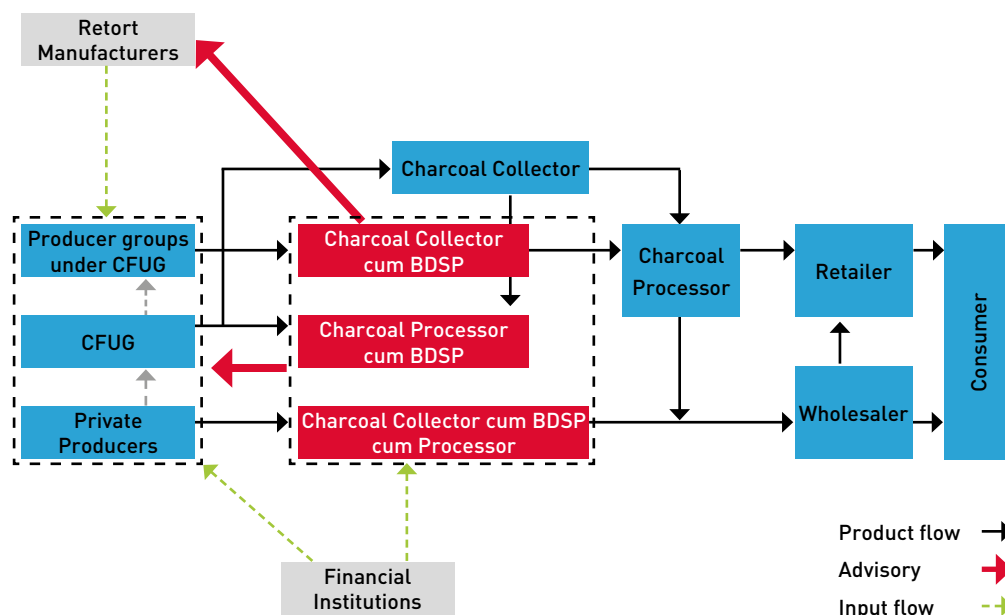 Retort
Manufacturers
Charcoal Collector
Producer groups
under CFUG
Charcoal Collector
cum BDSP
Charcoal
Processor
Retailer
Consumer
CFUG
Charcoal Processor
cum BDSP
Private
Producers
Charcoal Collector cum BDSP
cum Processor
Wholesaler
Financial
Institutions
Product flow
Advisory
Input flow